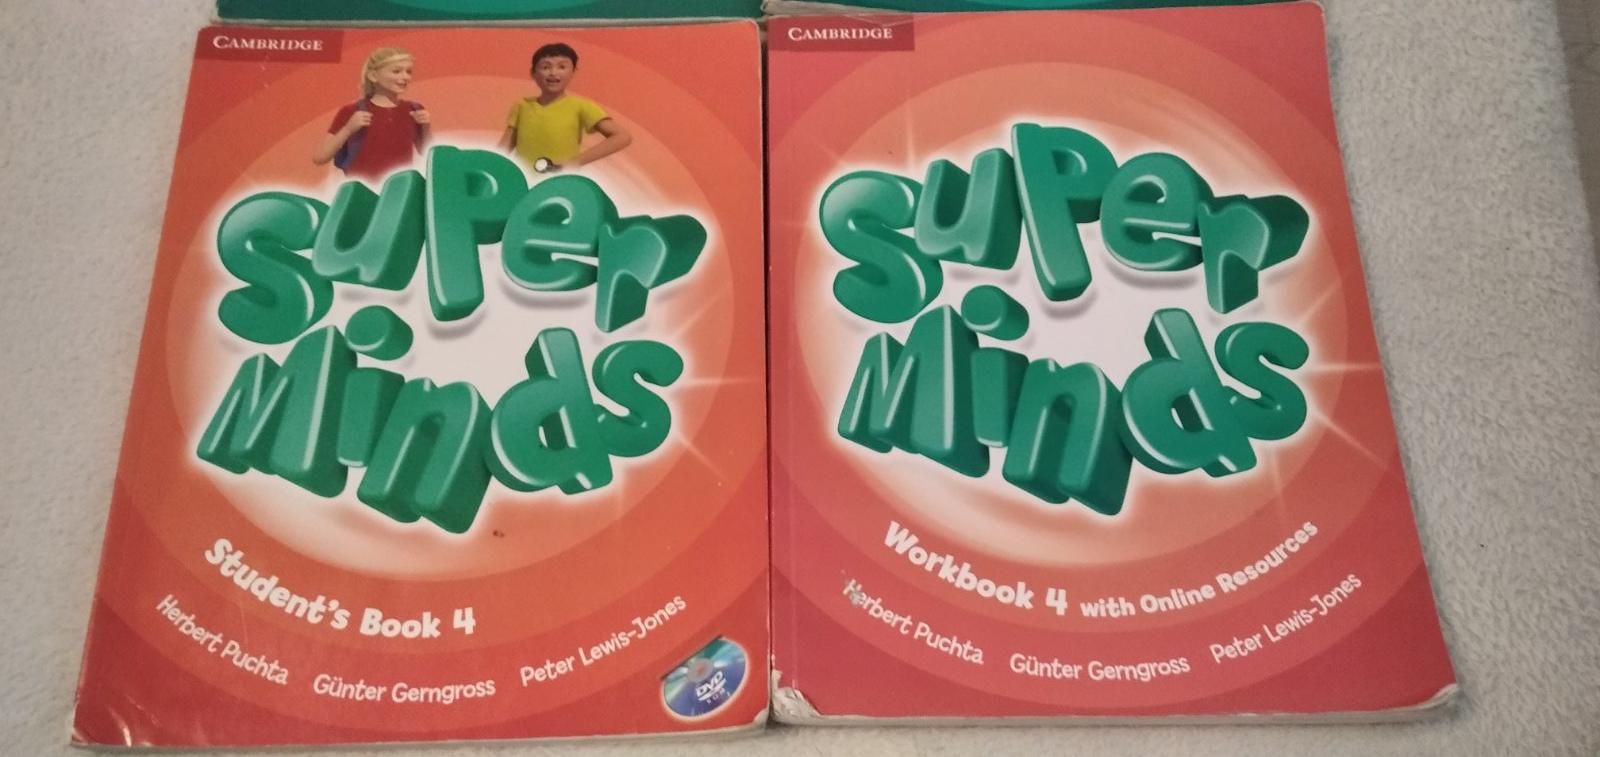 CAMBRIDGE
Super
Minds
Student's Book 4
Herbert Puchta Günter Gerngross Peter Lewis-Jones
DVD
ROM
CAMBRIDGE
Super
Minds
Workbook 4 with Online Resources
Herbert Puchta Günter Gerngross Peter Lewis-Jones